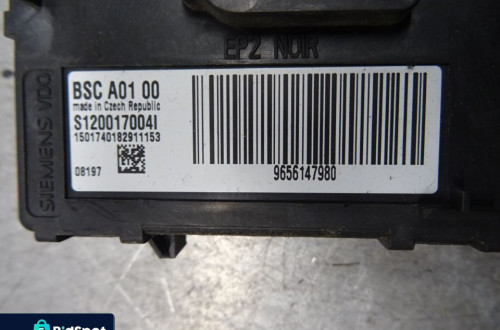 EP2 NOIR
BSC A01 00
made in Czech Republic
S120017004I
1501740182911153
08197
9656147980
SIEMENS VDO
BidSpot